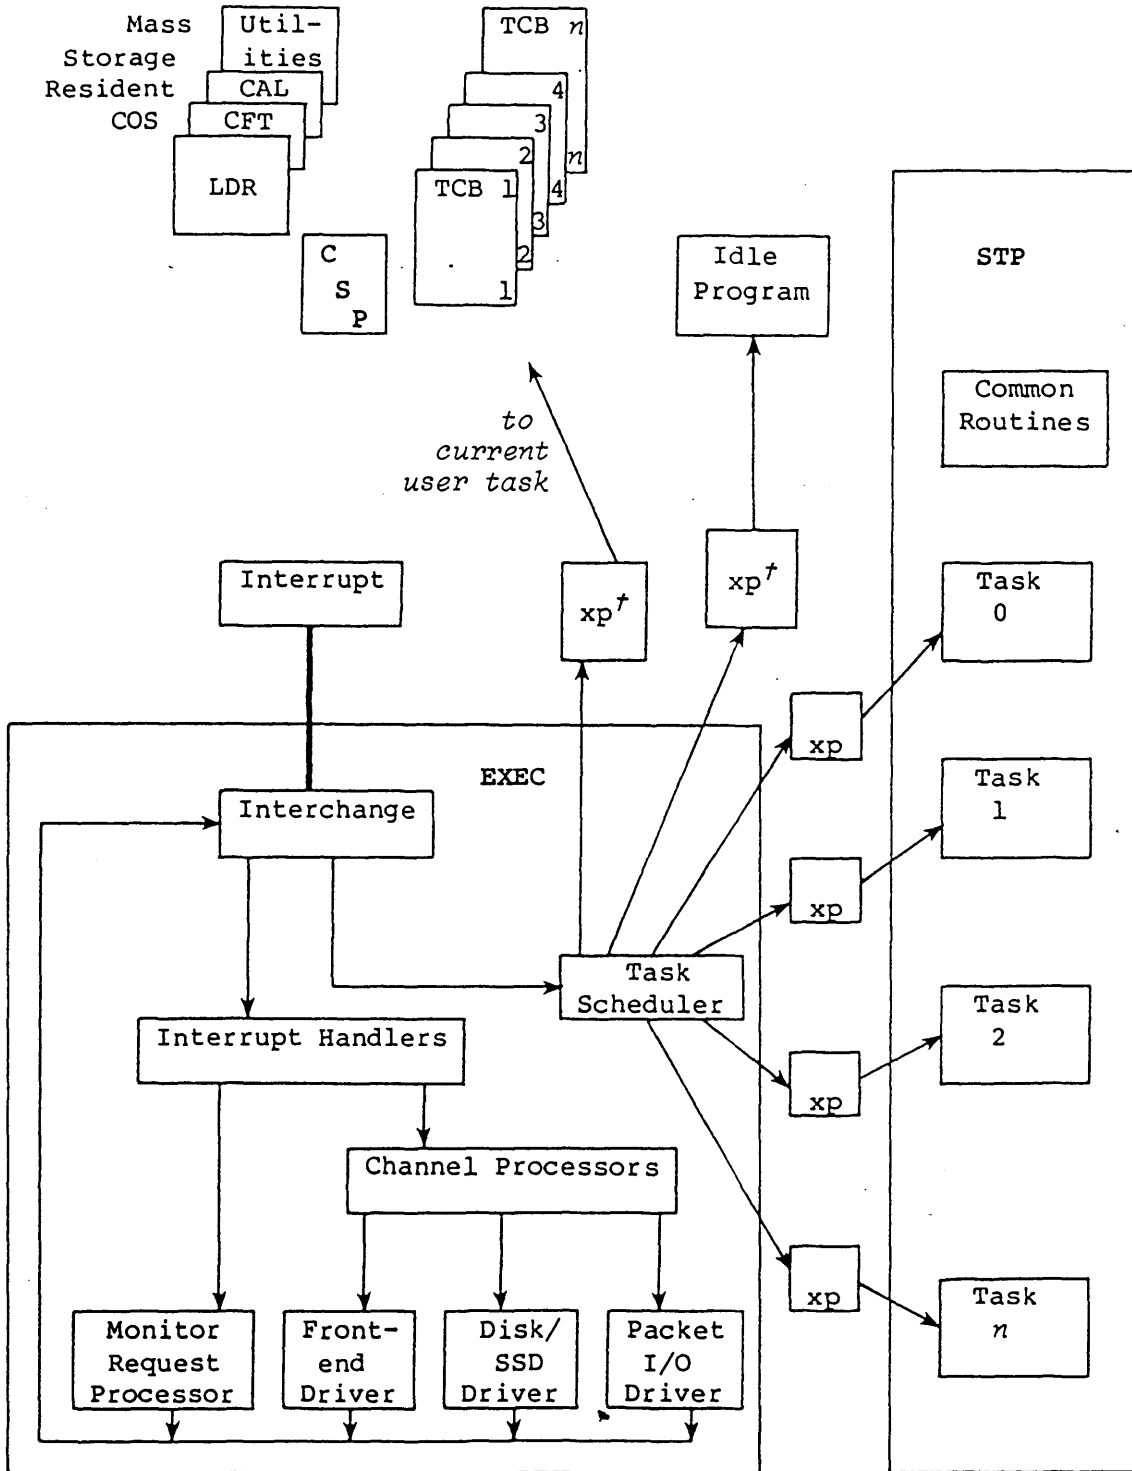 Mass
Storage
Resident
COS
Util-
ities
CAL
CFT
LDR
C
S
P
TCB n
4
3
2
TCB 1
n
4
3
2
1
Idle
Program
STP
Common
Routines
to
current
user task
xp†
xp†
Interrupt
Task
0
xp
EXEC
Interchange
Task
1
xp
Task
Scheduler
Task
2
Interrupt Handlers
xp
Channel Processors
xp
Task
n
Monitor
Request
Processor
Front-
end
Driver
Disk/
SSD
Driver
Packet
I/O
Driver